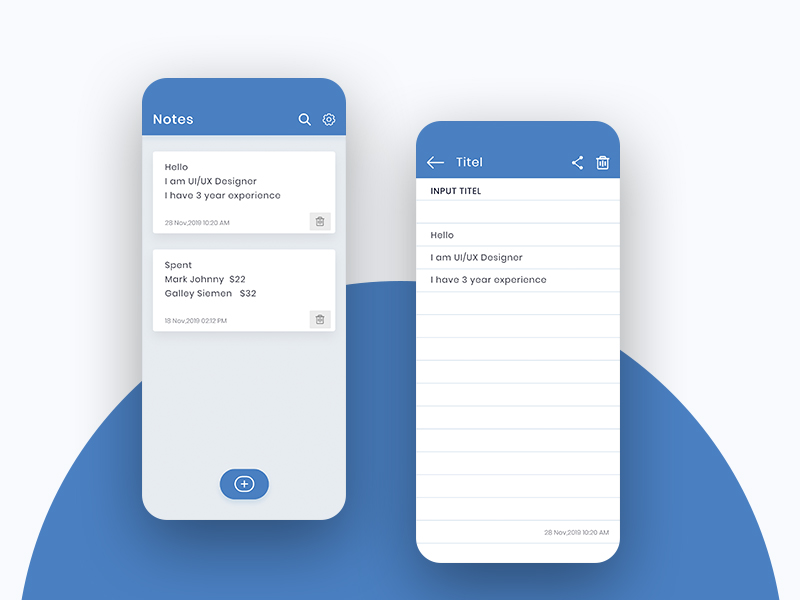 Notes
Hello
I am UI/UX Designer
I have 3 year experience
28 Nov,2019 10:20 AM
Spent
Mark Johnny $22
Galley Siemen $32
18 Nov,2019 02:12 PM
Titel
INPUT TITEL
Hello
I am UI/UX Designer
I have 3 year experience
28 Nov,2019 10:20 AM